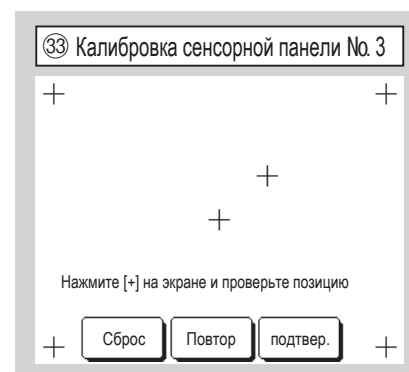 ㉝ Калибровка сенсорной панели № 3
Нажмите [+] на экране и проверьте позицию
Сброс Повтор подтвер.